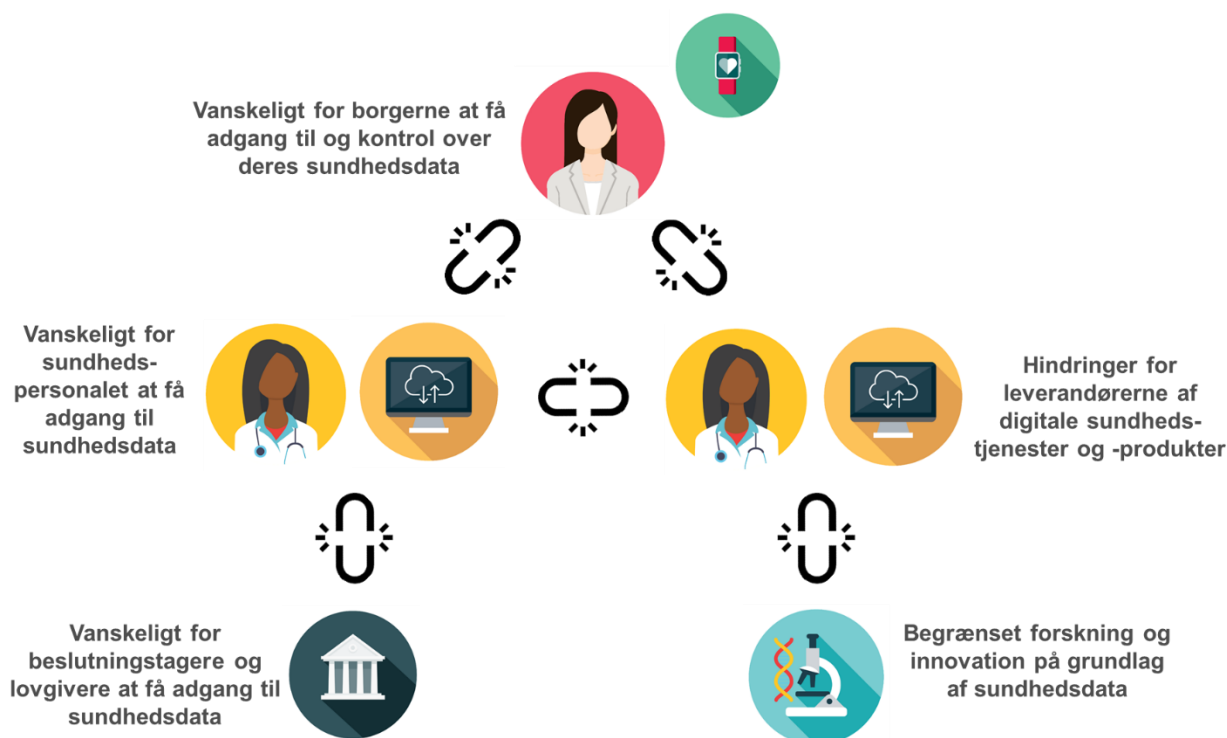 Vanskeligt for borgerne at få
adgang til og kontrol over
deres sundhedsdata
Vanskeligt for
sundheds-
personalet at få
adgang til
sundhedsdata
Hindringer for
leverandørerne af
digitale sundheds-
tjenester og -produkter
Vanskeligt for
beslutningstagere og
lovgivere at få adgang til
sundhedsdata
Begrænset forskning og
innovation på grundlag
af sundhedsdata